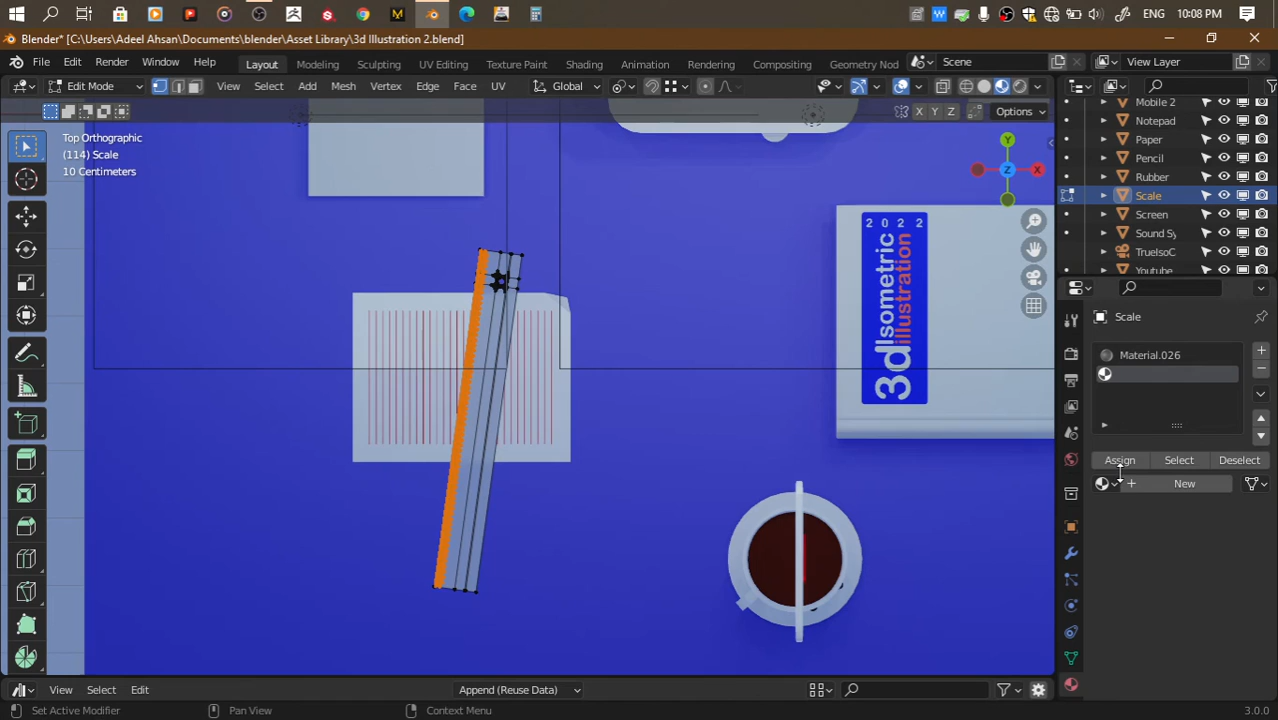 ENG 10:08 PM
Blender* [C:\Users\Adeel Ahsan\Documents\blender\Asset Library\3d Illustration 2.blend]
File Edit Render Window Help Layout Modeling Sculpting UV Editing Texture Paint Shading Animation Rendering Compositing Geometry Nod Scene View Layer
Edit Mode View Select Add Mesh Vertex Edge Face UV Global
X Y Z Options
Top Orthographic
(114) Scale
10 Centimeters
Y
Z X
Mobile 2
Notepad
Paper
Pencil
Rubber
Scale
Screen
Sound Sy
TrueIsoC
Youtube
2022
3d Isometric
illustration
Scale
Material.026
Assign Select Deselect
New
View Select Edit Append (Reuse Data)
Set Active Modifier Pan View Context Menu 3.0.0